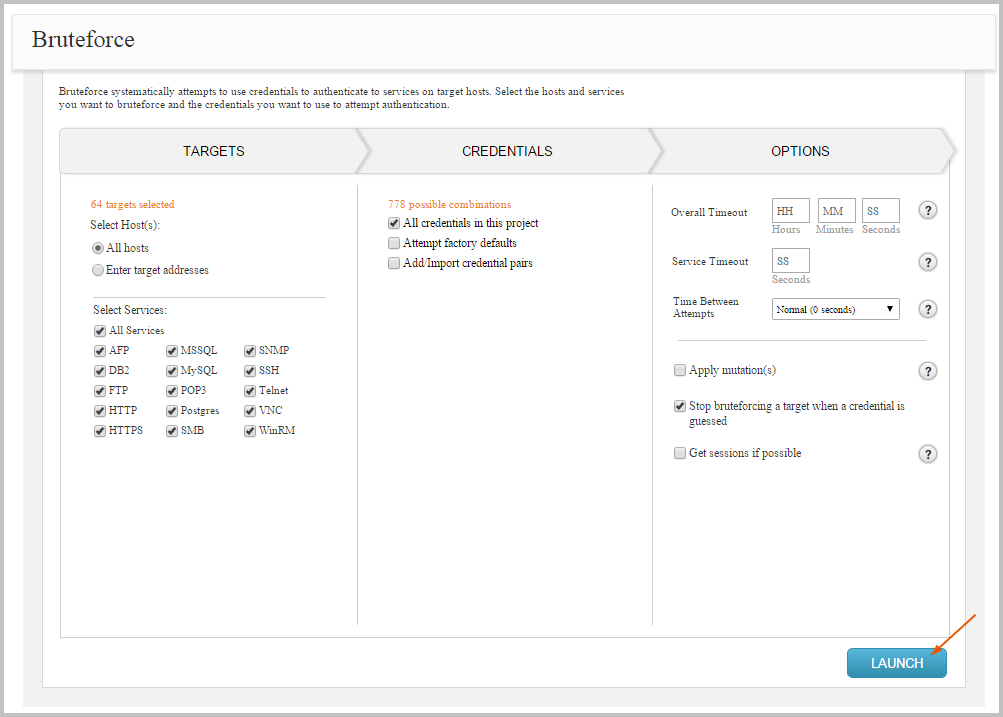 Bruteforce
Bruteforce systematically attempts to use credentials to authenticate to services on target hosts. Select the hosts and services
you want to bruteforce and the credentials you want to use to attempt authentication.
TARGETS
CREDENTIALS
OPTIONS
64 targets selected
Select Host(s):
All hosts
Enter target addresses
Select Services:
All Services
AFP MSSQL SNMP
DB2 MySQL SSH
FTP POP3 Telnet
HTTP Postgres VNC
HTTPS SMB WinRM
778 possible combinations
All credentials in this project
Attempt factory defaults
Add/Import credential pairs
Overall Timeout HH MM SS ?
Hours Minutes Seconds
Service Timeout SS ?
Seconds
Time Between
Attempts
Normal (0 seconds) ?
Apply mutation(s) ?
Stop bruteforcing a target when a credential is
guessed
Get sessions if possible ?
LAUNCH